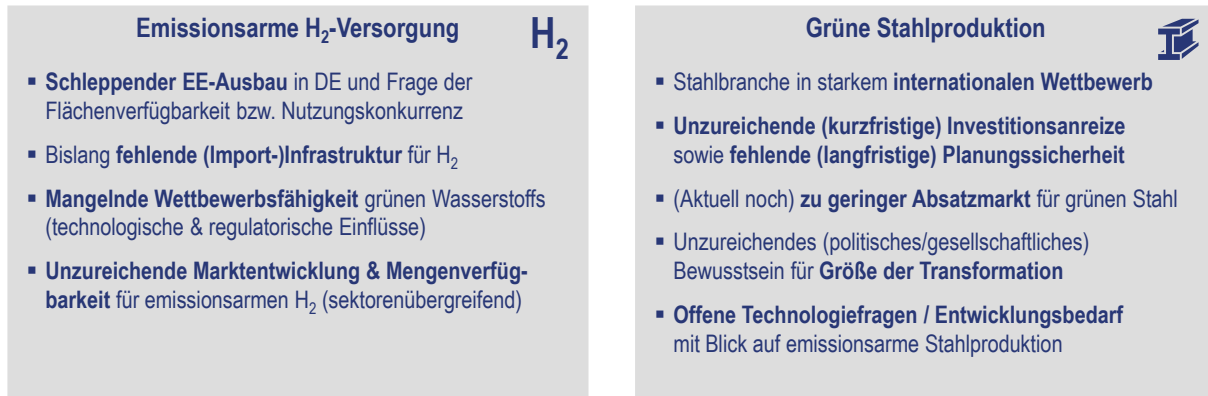 Emissionsarme H₂-Versorgung
H₂
▪ Schleppender EE-Ausbau in DE und Frage der
Flächenverfügbarkeit bzw. Nutzungskonkurrenz
▪ Bislang fehlende (Import-)Infrastruktur für H₂
▪ Mangelnde Wettbewerbsfähigkeit grünen Wasserstoffs
(technologische & regulatorische Einflüsse)
▪ Unzureichende Marktentwicklung & Mengenverfüg-
barkeit für emissionsarmen H₂ (sektorenübergreifend)
Grüne Stahlproduktion
▪ Stahlbranche in starkem internationalen Wettbewerb
▪ Unzureichende (kurzfristige) Investitionsanreize
sowie fehlende (langfristige) Planungssicherheit
▪ (Aktuell noch) zu geringer Absatzmarkt für grünen Stahl
▪ Unzureichendes (politisches/gesellschaftliches)
Bewusstsein für Größe der Transformation
▪ Offene Technologiefragen / Entwicklungsbedarf
mit Blick auf emissionsarme Stahlproduktion